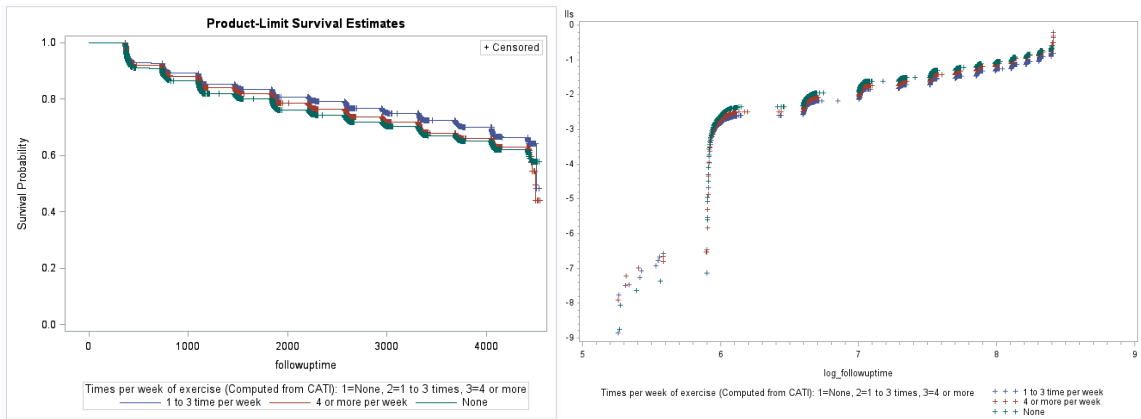 Product-Limit Survival Estimates
+ Censored
1.0
0.8
0.6
0.4
0.2
0.0
Survival Probability
0 1000 2000 3000 4000
followuptime
Times per week of exercise (Computed from CATI): 1=None, 2=1 to 3 times, 3=4 or more
1 to 3 time per week 4 or more per week None
lls
0
-1
-2
-3
-4
-5
-6
-7
-8
-9
5 6 7 8 9
log_followuptime
Times per week of exercise (Computed from CATI): 1=None, 2=1 to 3 times, 3=4 or more
+ + + 1 to 3 time per week
+ + + 4 or more per week
+ + + None